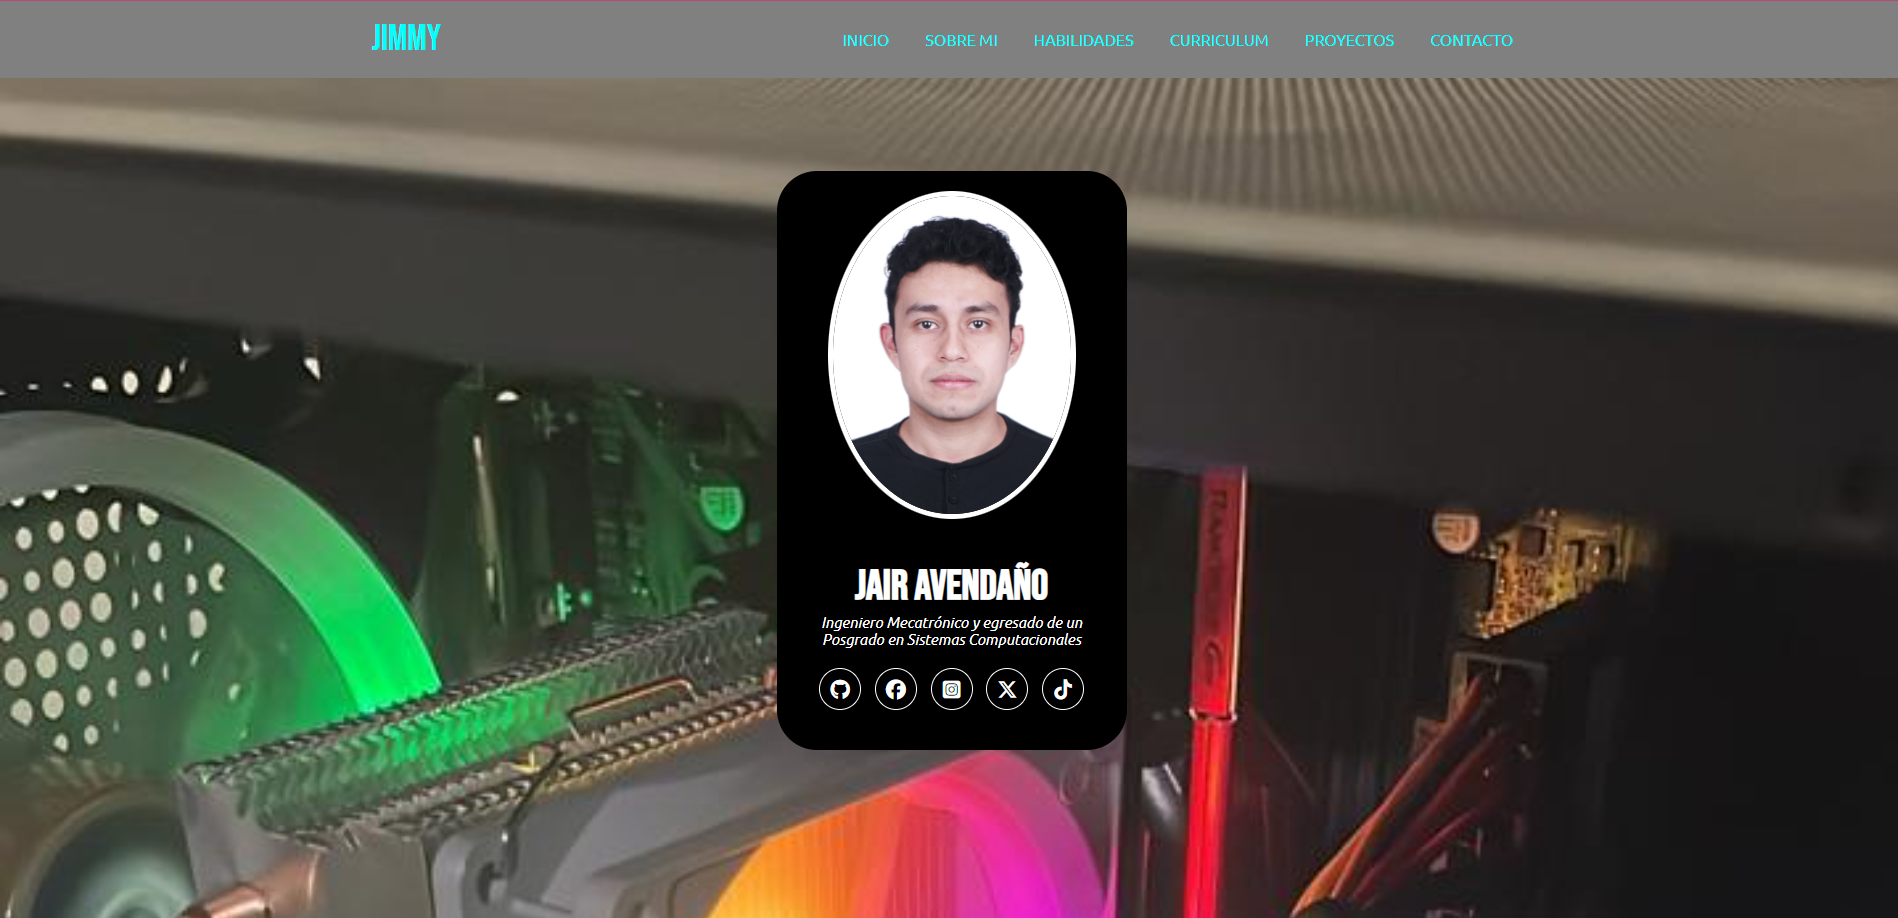 JIMMY
INICIO SOBRE MI HABILIDADES CURRICULUM PROYECTOS CONTACTO
JAIR AVENDAÑO
Ingeniero Mecatrónico y egresado de un
Posgrado en Sistemas Computacionales